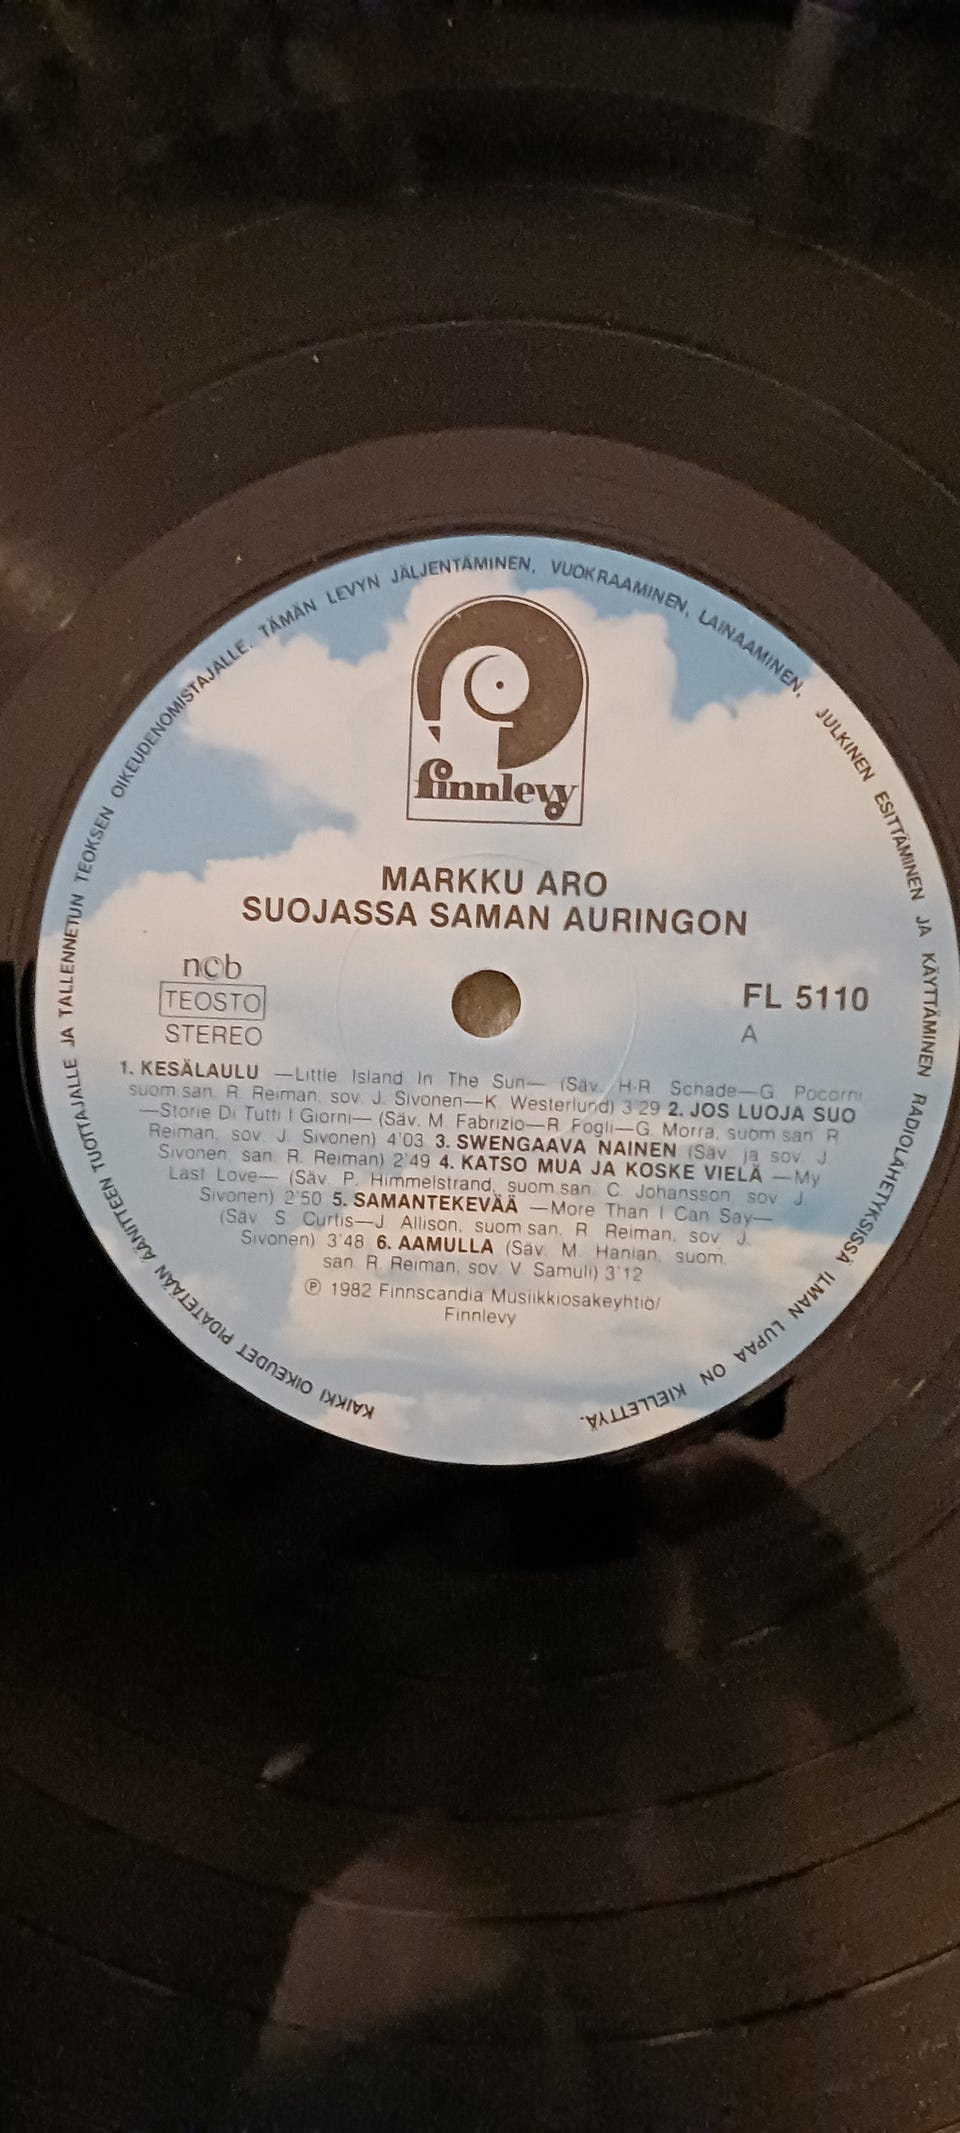 KAIKKI OIKEUDET PIDÄTETÄÄN ÄÄNITTEEN TUOTTAJALLE JA TALLENNETUN TEOKSEN OIKEUDENOMISTAJALLE. TÄMÄN LEVYN JÄLJENTÄMINEN, VUOKRAAMINEN, LAINAAMINEN, JULKINEN ESITTÄMINEN JA KÄYTTÄMINEN RADIOLÄHETYKSISSÄ ILMAN LUPAA ON KIELLETTYÄ.
finnlevy
MARKKU ARO
SUOJASSA SAMAN AURINGON
ncb
TEOSTO
STEREO
FL 5110
A
1. KESÄLAULU —Little Island In The Sun— (Säv. H-R Schade—G. Pocorni
suom.san. R. Reiman, sov. J. Sivonen—K. Westerlund) 3'29 2. JOS LUOJA SUO
—Storie Di Tutti I Giorni— (Säv. M. Fabrizio—R. Fogli—G. Morra, suom.san. R.
Reiman, sov. J. Sivonen) 4'03 3. SWENGAAVA NAINEN (Säv. ja sov. J.
Sivonen, san. R. Reiman) 2'49 4. KATSO MUA JA KOSKE VIELÄ —My
Last Love— (Säv. P. Himmelstrand, suom.san. C. Johansson, sov. J.
Sivonen) 2'50 5. SAMANTEKEVÄÄ —More Than I Can Say—
(Säv. S. Curtis—J. Allison, suom.san. R. Reiman, sov. J.
Sivonen) 3'48 6. AAMULLA (Säv. M. Hanian, suom.
san. R. Reiman, sov. V. Samuli) 3'12
℗ 1982 Finnscandia Musiikkiosakeyhtiö/
Finnlevy